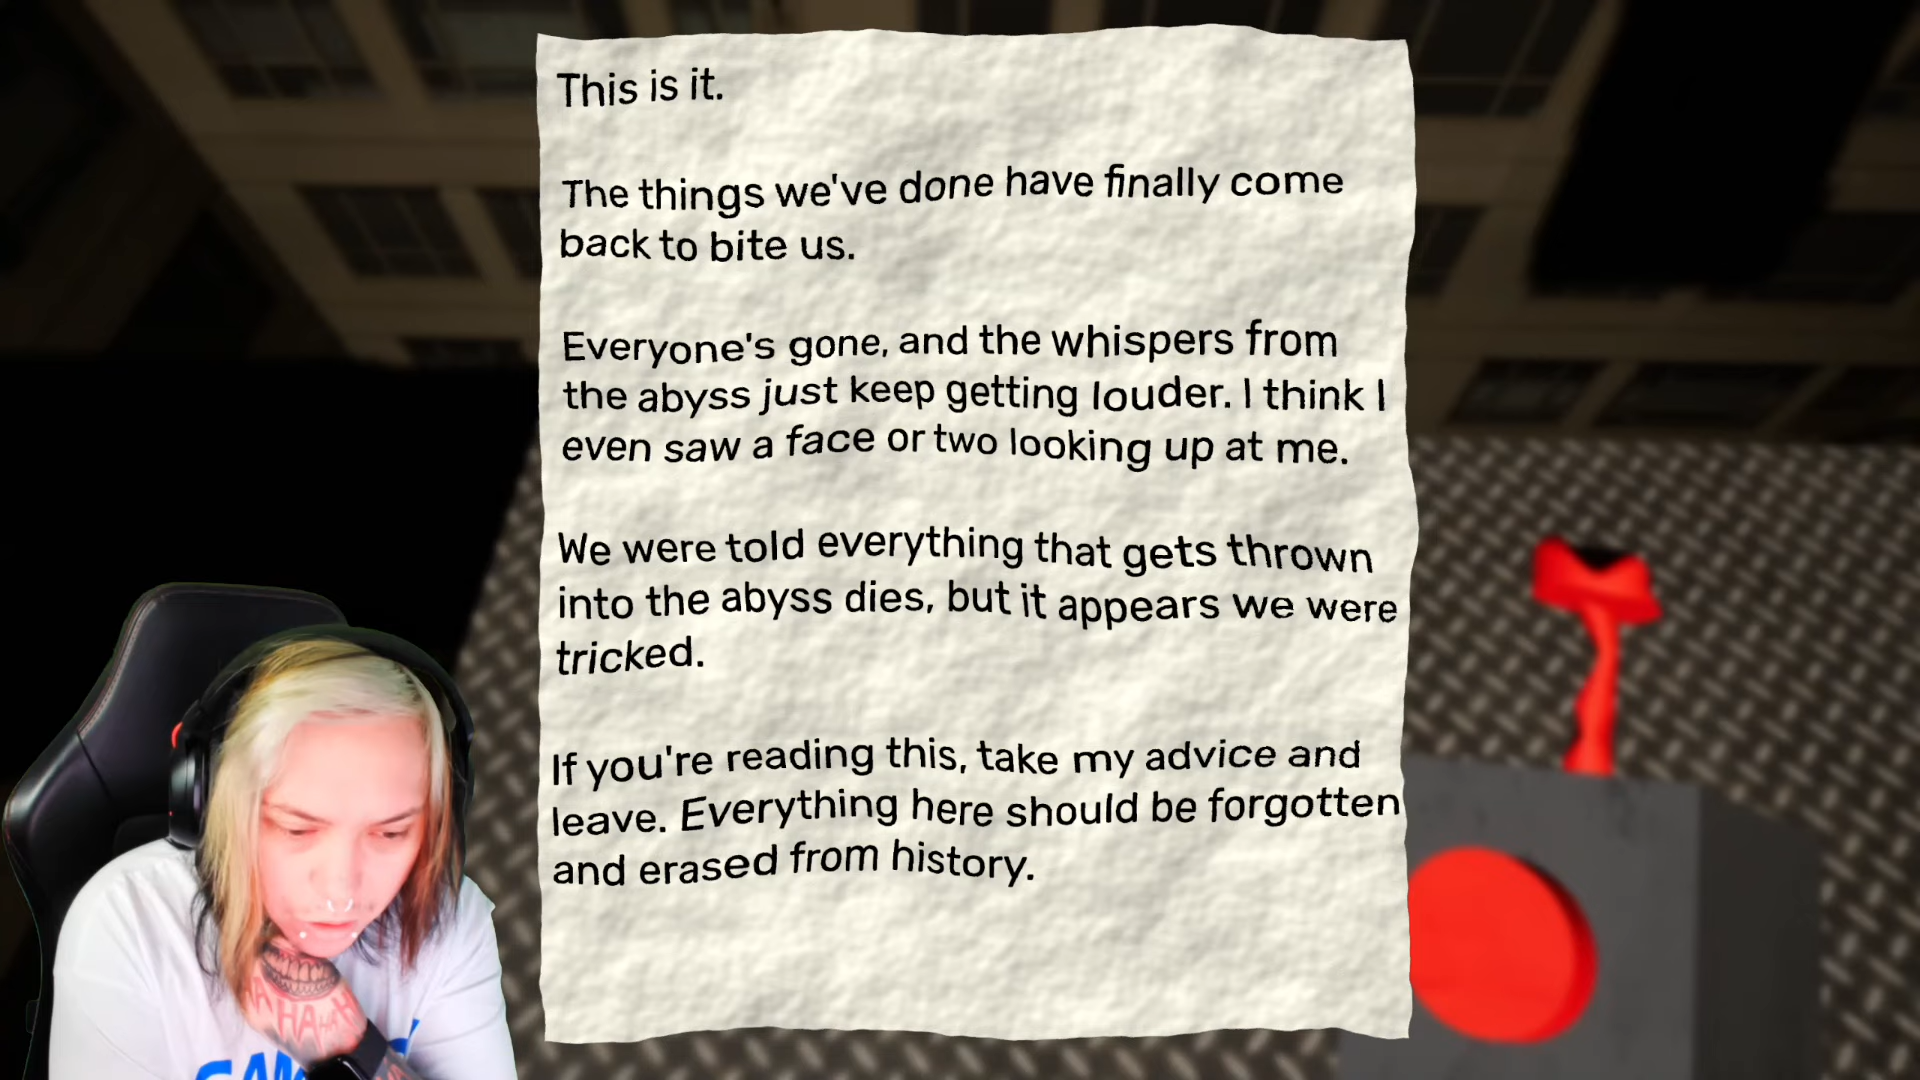 This is it.
The things we've done have finally come
back to bite us.
Everyone's gone, and the whispers from
the abyss just keep getting louder. I think I
even saw a face or two looking up at me.
We were told everything that gets thrown
into the abyss dies, but it appears we were
tricked.
If you're reading this, take my advice and
leave. Everything here should be forgotten
and erased from history.
HA
HA